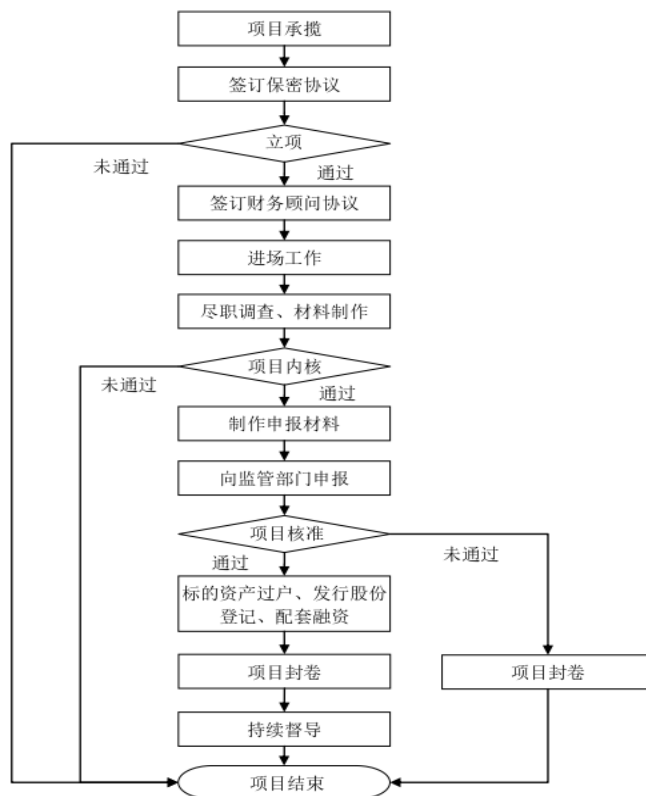 项目承揽
签订保密协议
立项
未通过
通过
签订财务顾问协议
进场工作
尽职调查、材料制作
项目内核
未通过
通过
制作申报材料
向监管部门申报
项目核准
通过
未通过
标的资产过户、发行股份
登记、配套融资
项目封卷
项目封卷
持续督导
项目结束